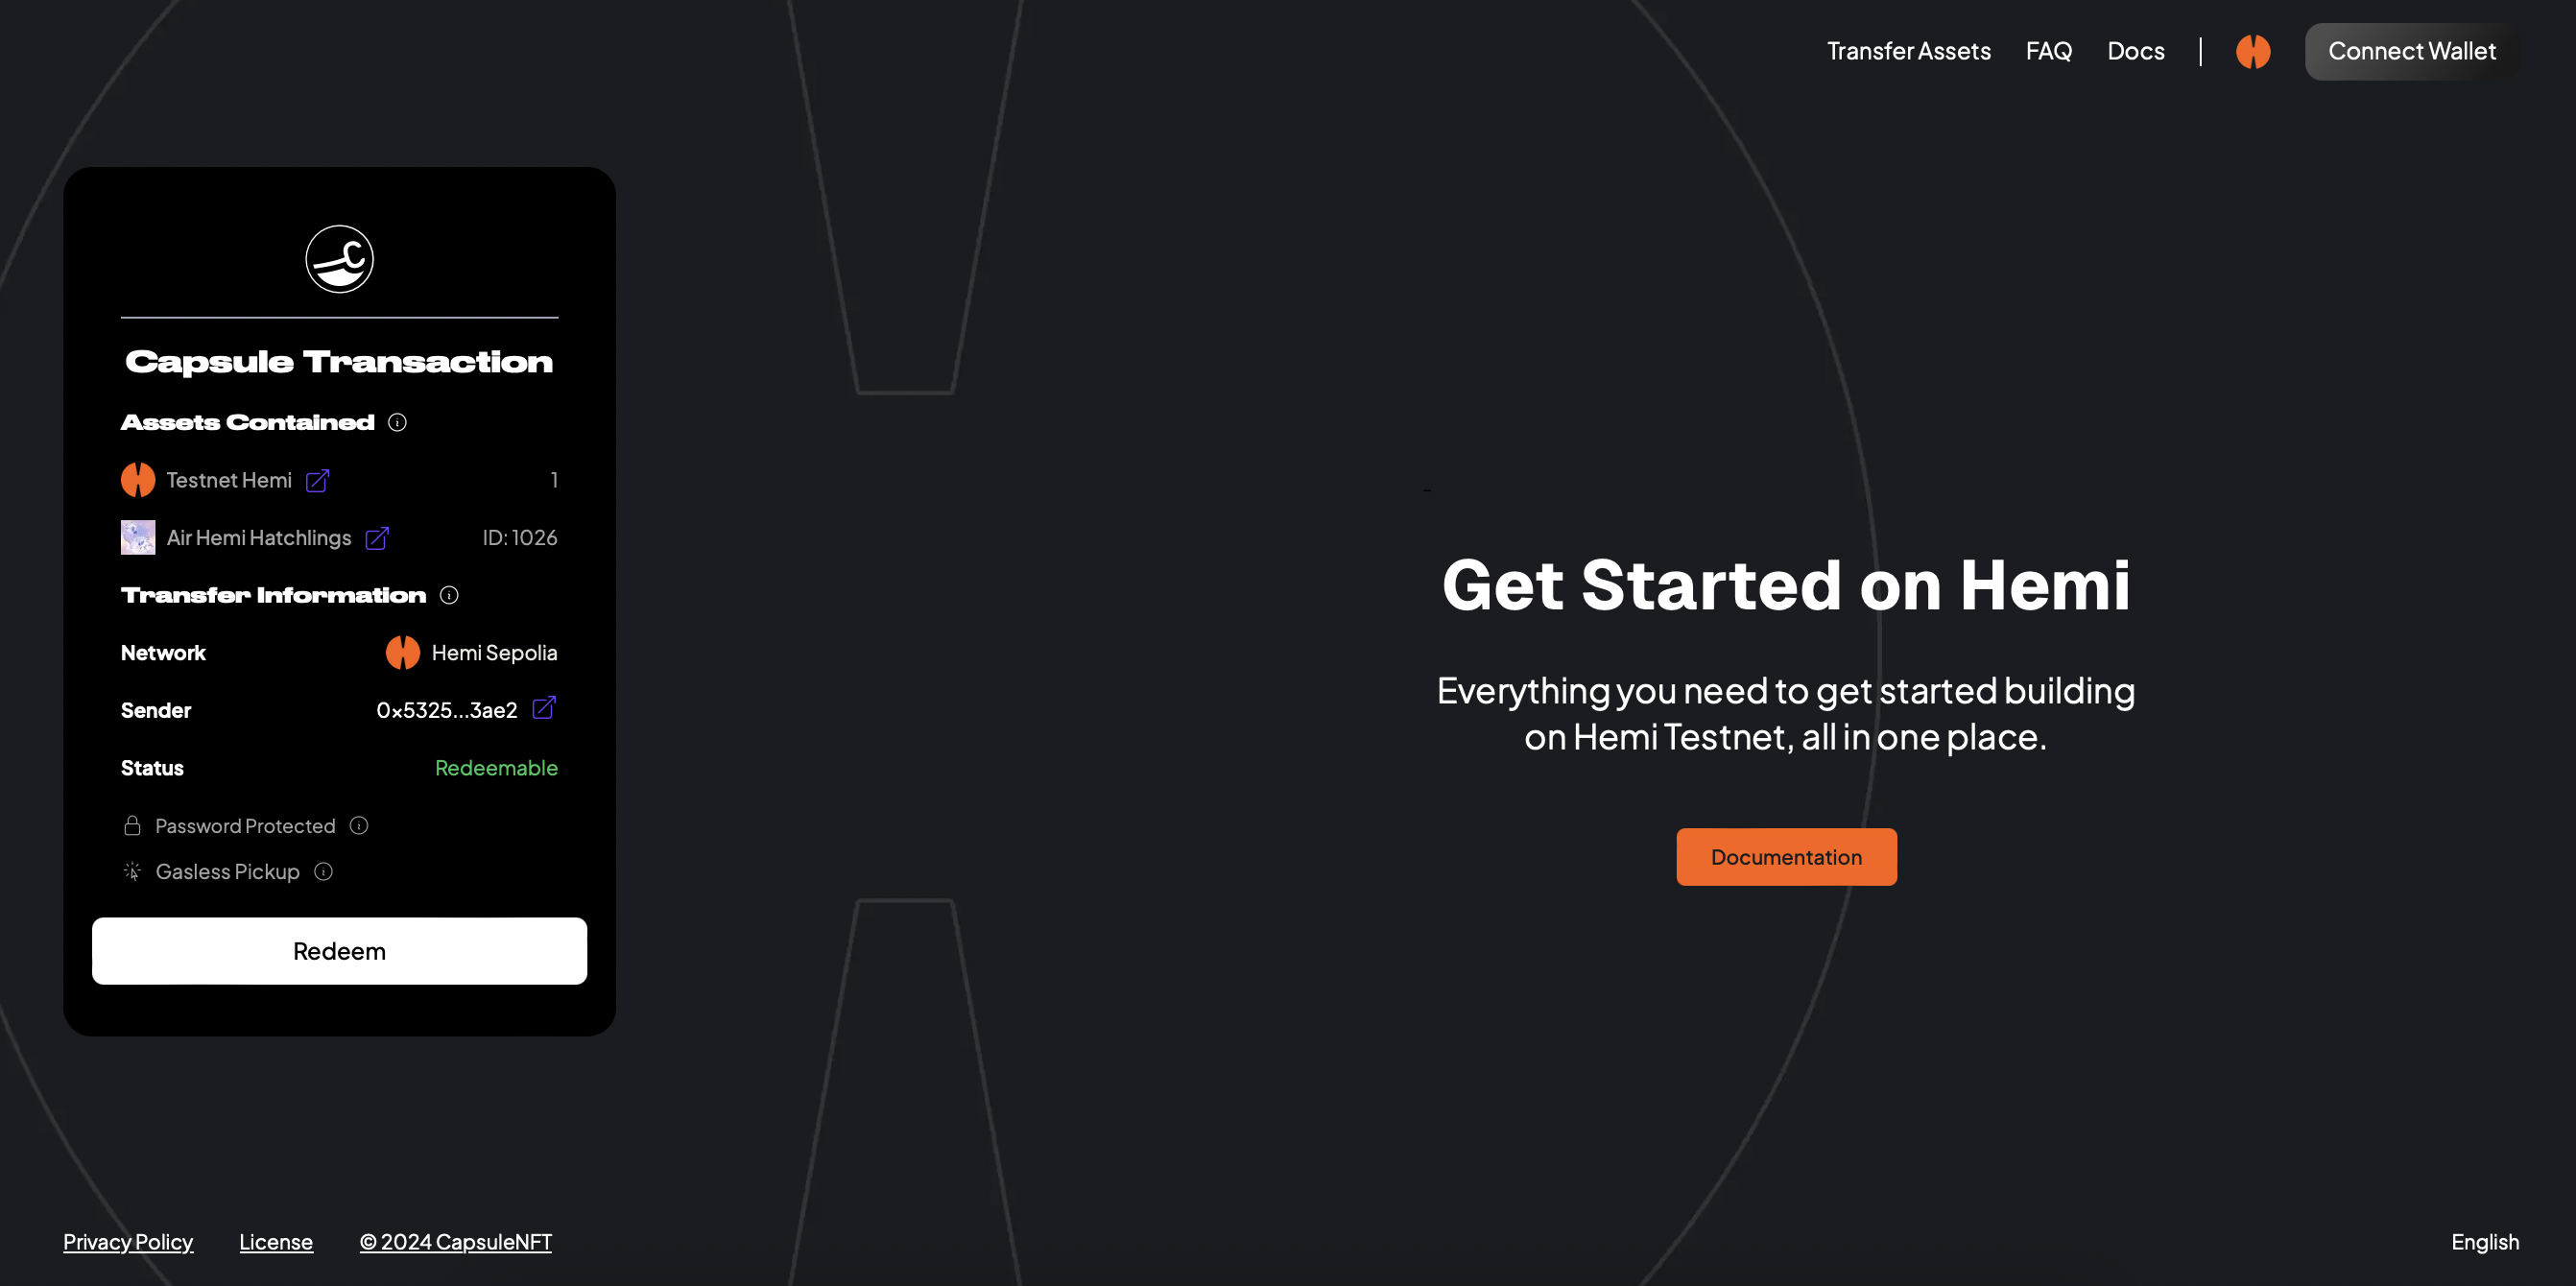 Transfer Assets FAQ Docs | Connect Wallet
C
Capsule Transaction
Assets Contained
Testnet Hemi 1
Air Hemi Hatchlings ID: 1026
Transfer Information
Network Hemi Sepolia
Sender 0x5325...3ae2
Status Redeemable
Password Protected
Gasless Pickup
Redeem
-
Get Started on Hemi
Everything you need to get started building
on Hemi Testnet, all in one place.
Documentation
Privacy Policy License © 2024 CapsuleNFT English